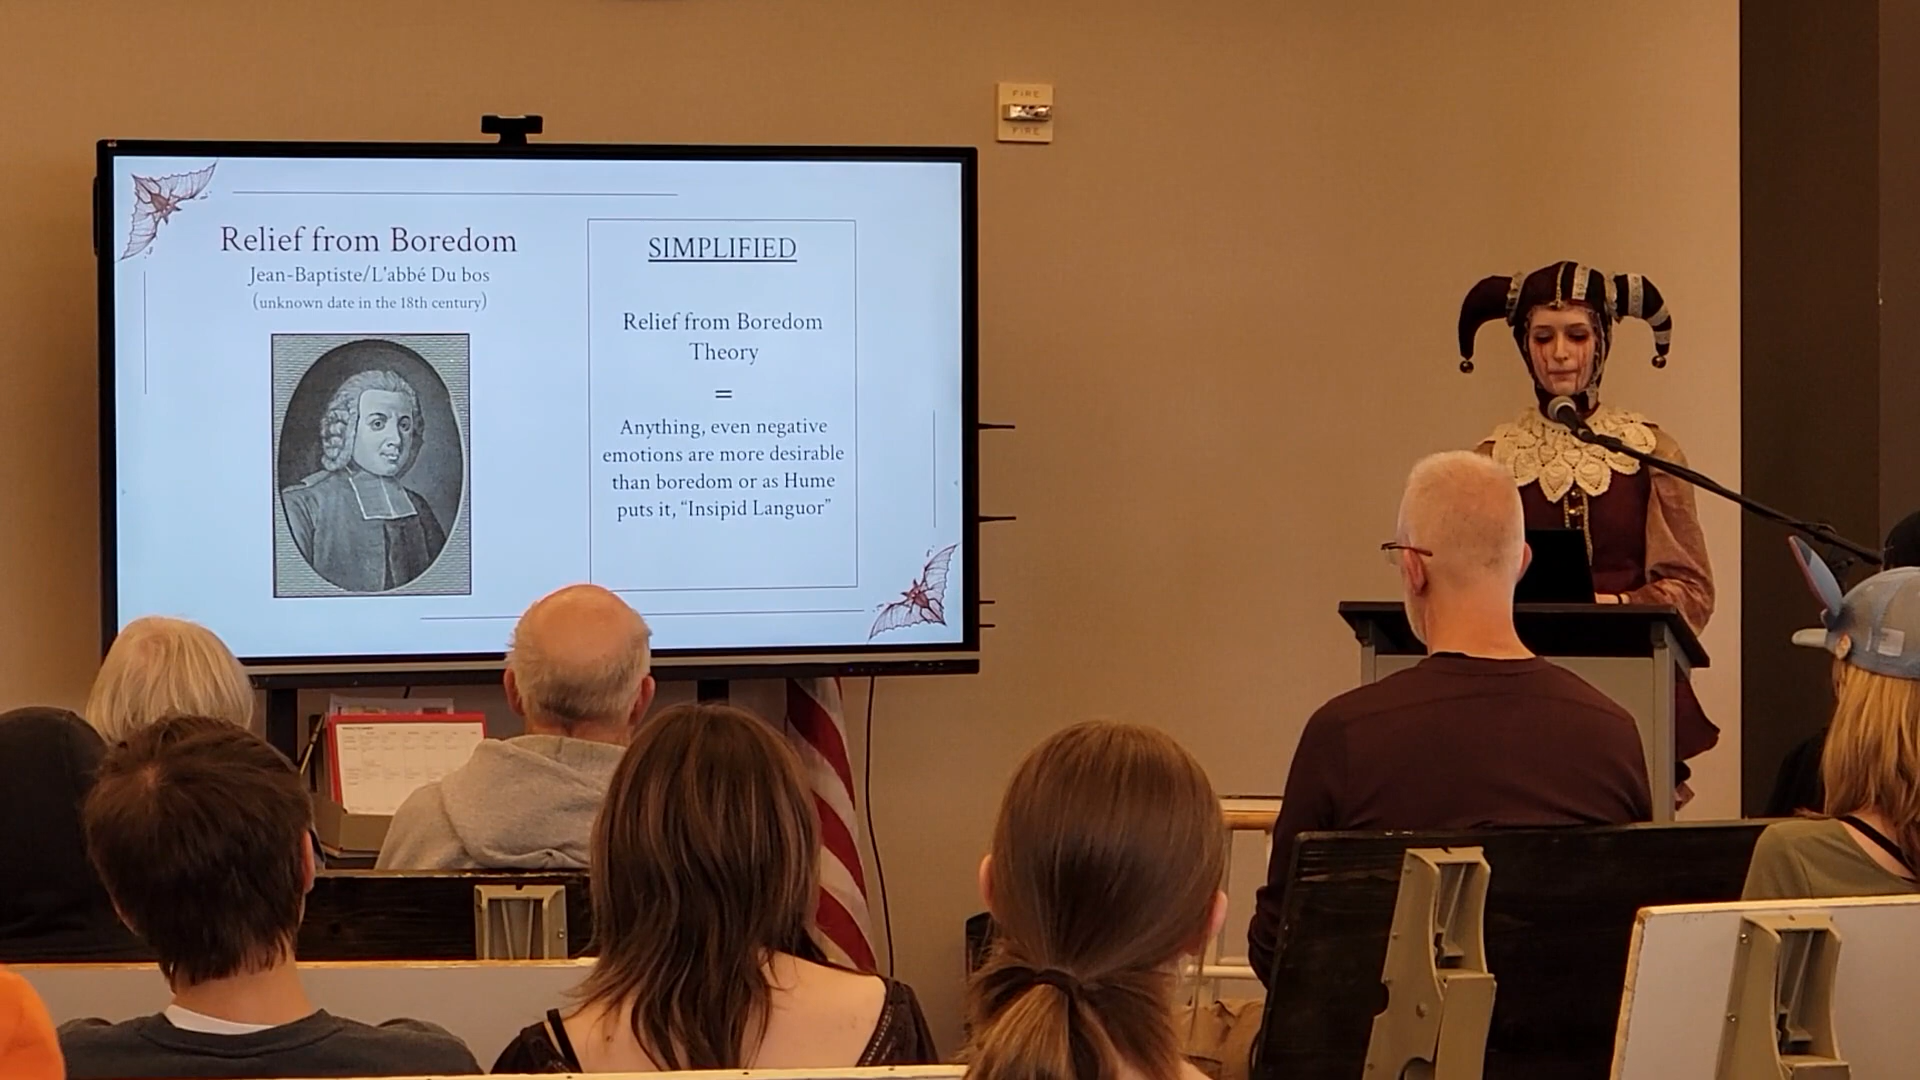 Relief from Boredom
Jean-Baptiste/L'abbé Du bos
(unknown date in the 18th century)
SIMPLIFIED
Relief from Boredom
Theory
=
Anything, even negative
emotions are more desirable
than boredom or as Hume
puts it, “Insipid Languor”
FIRE
FIRE